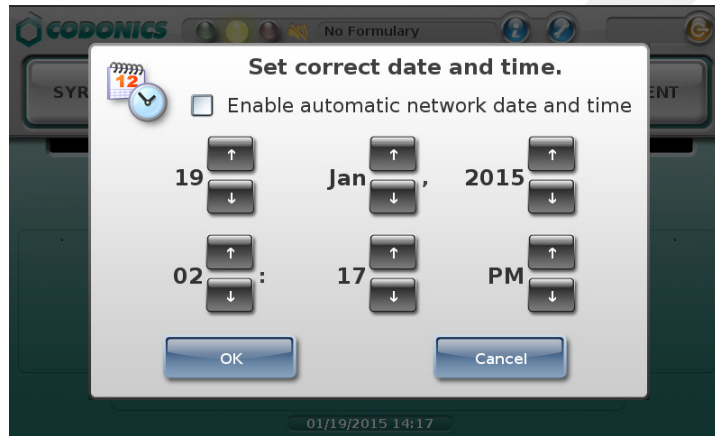 CODONICS
No Formulary
Set correct date and time.
12
Enable automatic network date and time
SYR
ENT
19 Jan , 2015
02 : 17 PM
OK Cancel
01/19/2015 14:17